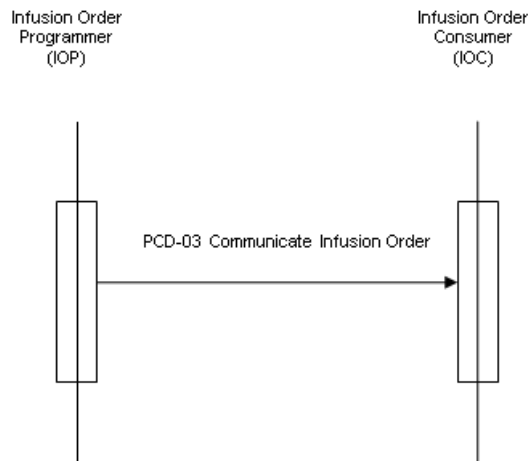 Infusion Order
Programmer
(IOP)
Infusion Order
Consumer
(IOC)
PCD-03 Communicate Infusion Order